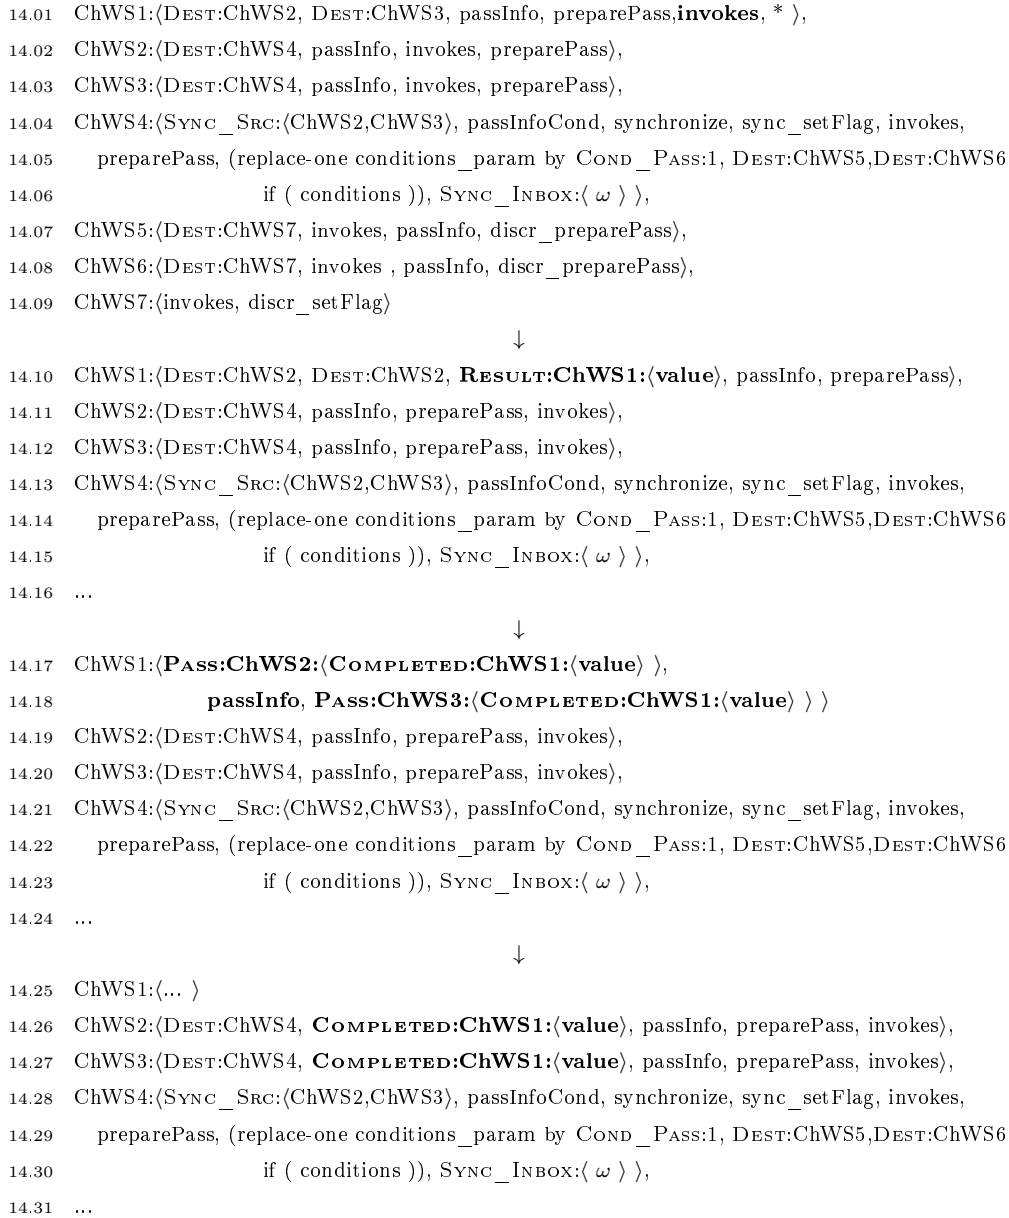 14.01 ChWS1:⟨DEST:ChWS2, DEST:ChWS3, passInfo, preparePass,invokes, * ⟩,
14.02 ChWS2:⟨DEST:ChWS4, passInfo, invokes, preparePass⟩,
14.03 ChWS3:⟨DEST:ChWS4, passInfo, invokes, preparePass⟩,
14.04 ChWS4:⟨SYNC_SRC:⟨ChWS2,ChWS3⟩, passInfoCond, synchronize, sync_setFlag, invokes,
14.05 preparePass, (replace-one conditions_param by COND_PASS:1, DEST:ChWS5,DEST:ChWS6
14.06 if ( conditions )), SYNC_INBOX:⟨ ω ⟩ ⟩,
14.07 ChWS5:⟨DEST:ChWS7, invokes, passInfo, discr_preparePass⟩,
14.08 ChWS6:⟨DEST:ChWS7, invokes , passInfo, discr_preparePass⟩,
14.09 ChWS7:⟨invokes, discr_setFlag⟩
↓
14.10 ChWS1:⟨DEST:ChWS2, DEST:ChWS2, RESULT:ChWS1:⟨value⟩, passInfo, preparePass⟩,
14.11 ChWS2:⟨DEST:ChWS4, passInfo, preparePass, invokes⟩,
14.12 ChWS3:⟨DEST:ChWS4, passInfo, preparePass, invokes⟩,
14.13 ChWS4:⟨SYNC_SRC:⟨ChWS2,ChWS3⟩, passInfoCond, synchronize, sync_setFlag, invokes,
14.14 preparePass, (replace-one conditions_param by COND_PASS:1, DEST:ChWS5,DEST:ChWS6
14.15 if ( conditions )), SYNC_INBOX:⟨ ω ⟩ ⟩,
14.16 ...
↓
14.17 ChWS1:⟨PASS:ChWS2:⟨COMPLETED:ChWS1:⟨value⟩ ⟩,
14.18 passInfo, PASS:ChWS3:⟨COMPLETED:ChWS1:⟨value⟩ ⟩ ⟩
14.19 ChWS2:⟨DEST:ChWS4, passInfo, preparePass, invokes⟩,
14.20 ChWS3:⟨DEST:ChWS4, passInfo, preparePass, invokes⟩,
14.21 ChWS4:⟨SYNC_SRC:⟨ChWS2,ChWS3⟩, passInfoCond, synchronize, sync_setFlag, invokes,
14.22 preparePass, (replace-one conditions_param by COND_PASS:1, DEST:ChWS5,DEST:ChWS6
14.23 if ( conditions )), SYNC_INBOX:⟨ ω ⟩ ⟩,
14.24 ...
↓
14.25 ChWS1:⟨... ⟩
14.26 ChWS2:⟨DEST:ChWS4, COMPLETED:ChWS1:⟨value⟩, passInfo, preparePass, invokes⟩,
14.27 ChWS3:⟨DEST:ChWS4, COMPLETED:ChWS1:⟨value⟩, passInfo, preparePass, invokes⟩,
14.28 ChWS4:⟨SYNC_SRC:⟨ChWS2,ChWS3⟩, passInfoCond, synchronize, sync_setFlag, invokes,
14.29 preparePass, (replace-one conditions_param by COND_PASS:1, DEST:ChWS5,DEST:ChWS6
14.30 if ( conditions )), SYNC_INBOX:⟨ ω ⟩ ⟩,
14.31 ...